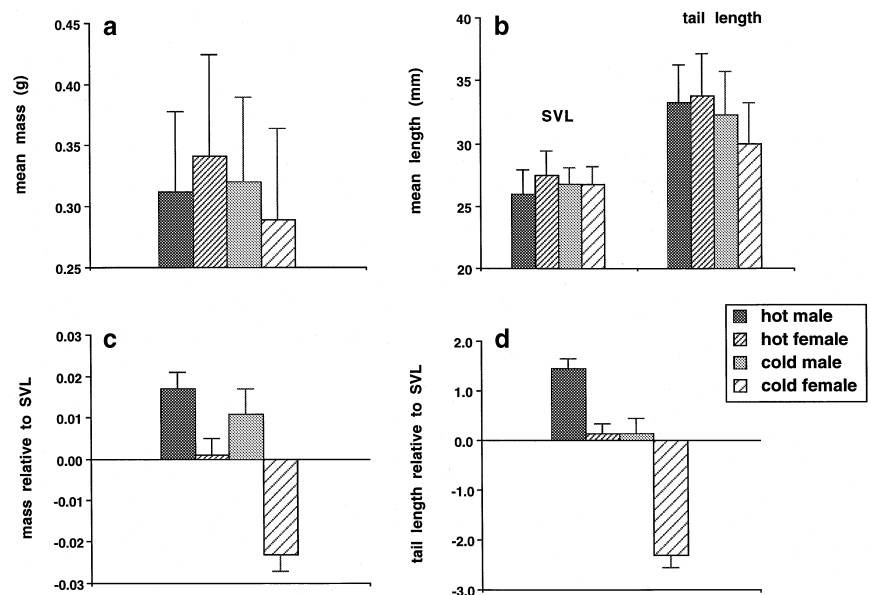 a
0.45
0.40
0.35
0.30
0.25
mean mass (g)
b
tail length
SVL
40
35
30
25
20
mean length (mm)
hot male
hot female
cold male
cold female
c
0.03
0.02
0.01
0.00
-0.01
-0.02
-0.03
mass relative to SVL
d
2.0
1.0
0.0
-1.0
-2.0
-3.0
tail length relative to SVL